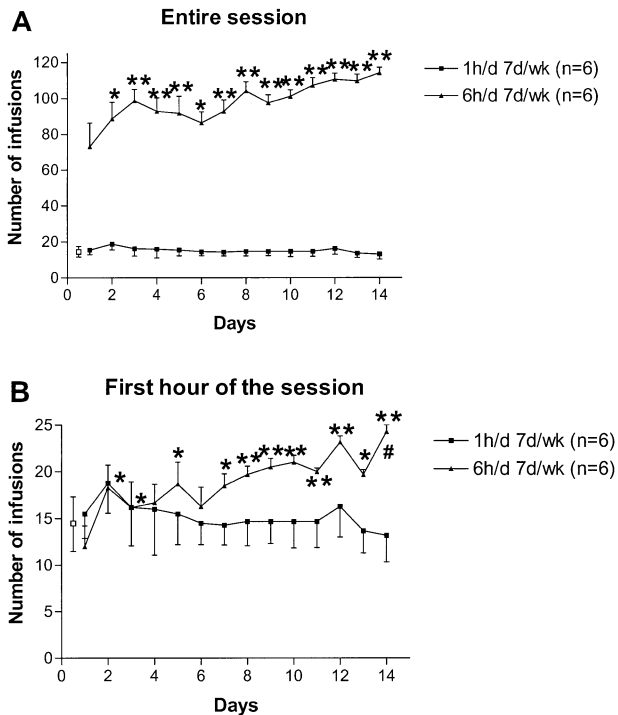 A
Entire session
Number of infusions
120
100
80
60
40
20
0
0 2 4 6 8 10 12 14
Days
* ** ** ** * ** ** ** ** ** ** ** **
1h/d 7d/wk (n=6)
6h/d 7d/wk (n=6)
B
First hour of the session
Number of infusions
25
20
15
10
5
0
0 2 4 6 8 10 12 14
Days
* * * * ** ** ** ** ** * **
#
1h/d 7d/wk (n=6)
6h/d 7d/wk (n=6)